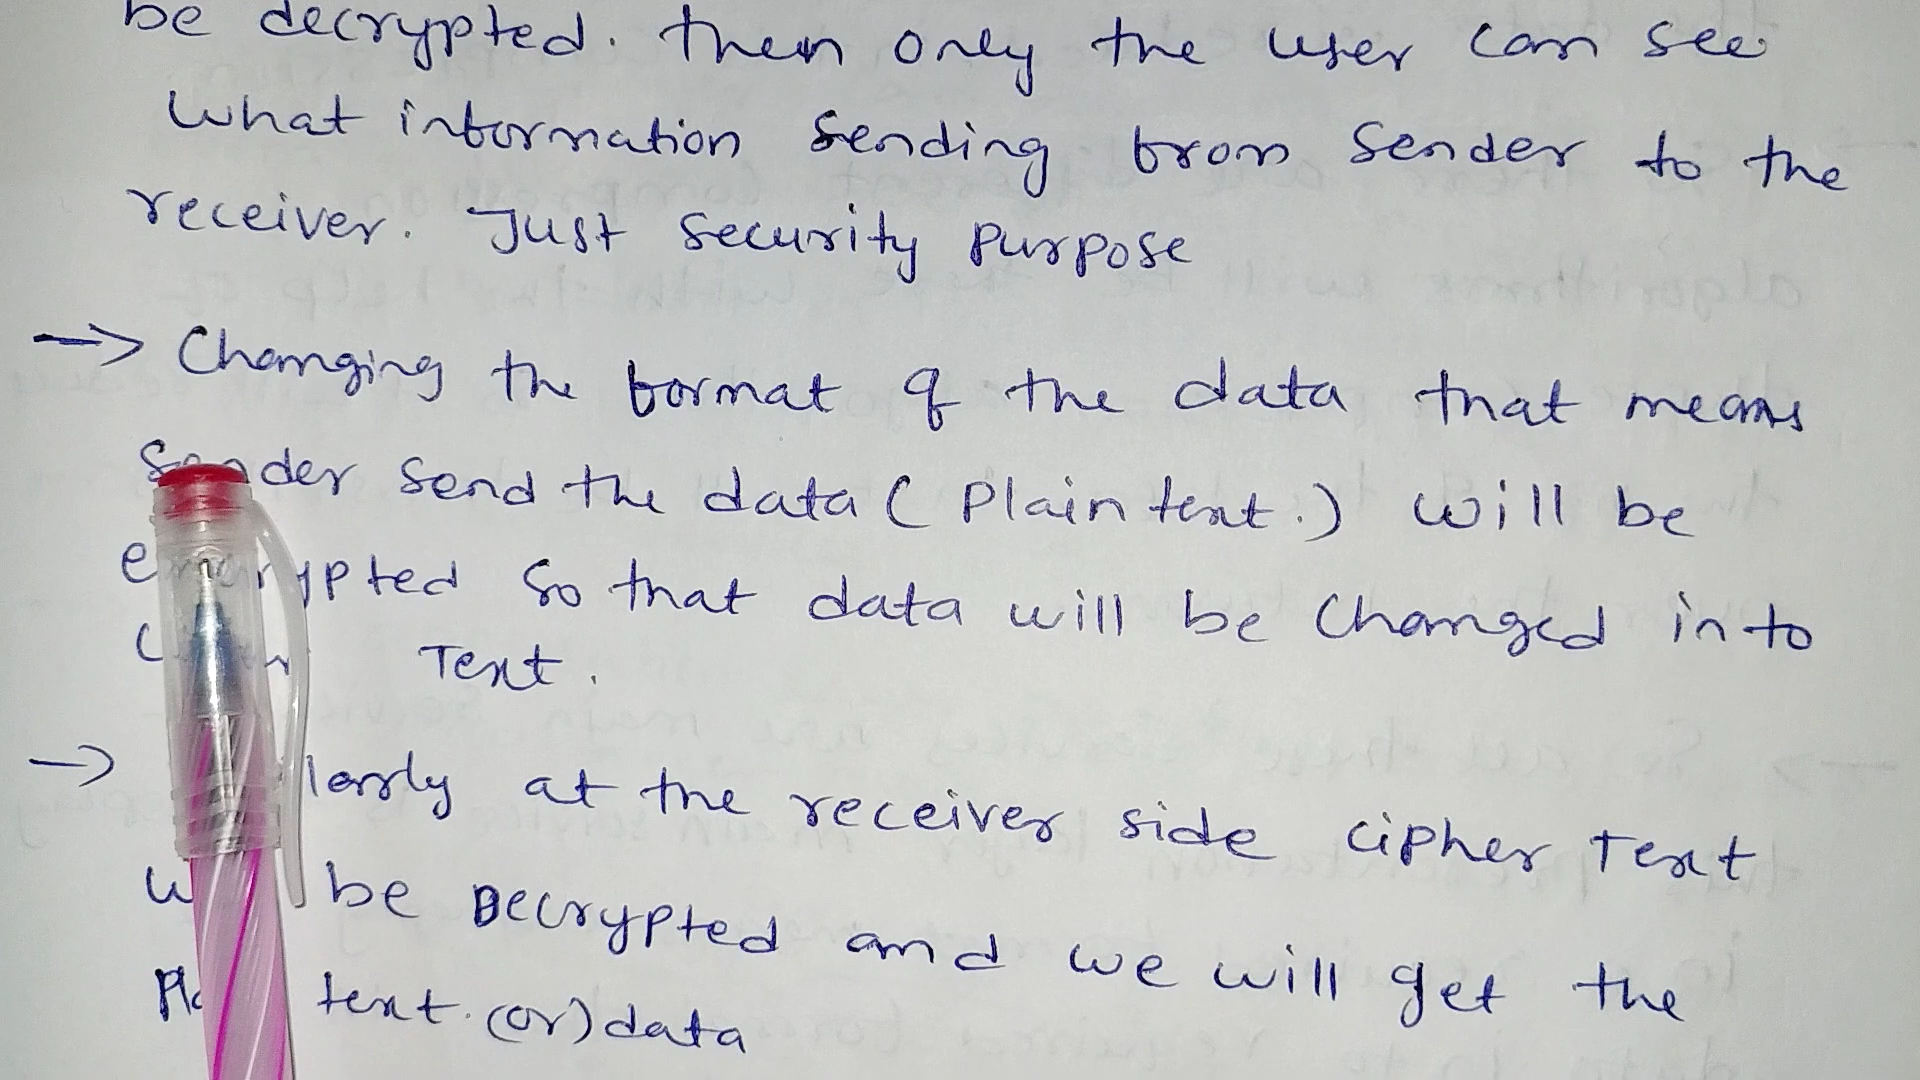 be decrypted. then only the user can see
what information sending from sender to the
receiver. Just security purpose
→ Changing the format of the data that means
sender send the data ( Plain text.) will be
encrypted so that data will be changed into
Text.
→ at the receiver side cipher Text
be Decrypted and we will get the
text. (or) data